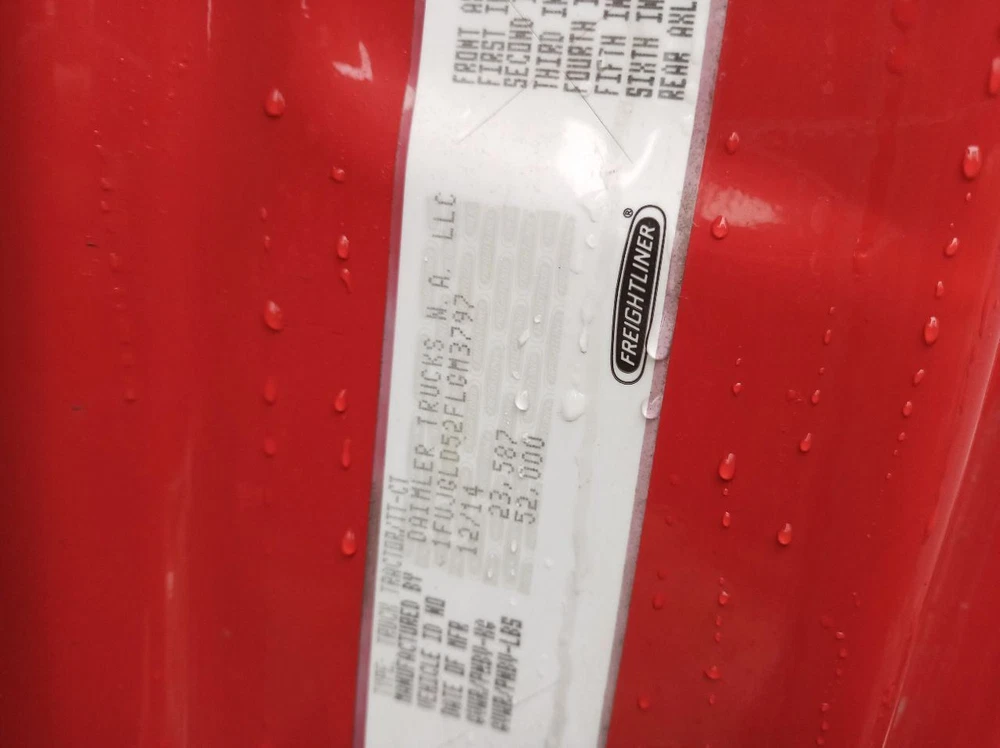 TYPE: TRUCK TRACTOR/TT-CT
MANUFACTURED BY DAIMLER TRUCKS N.A. LLC
VEHICLE ID NO 1FUJGLD52FLGM3797
DATE OF MFR 12/14
GVWR/PNBV-KG 23,587
GVWR/PNBV-LBS 52,000
FREIGHTLINER®
FRONT
FIRST
SECOND
THIRD
FOURTH
FIFTH
SIXTH
REAR